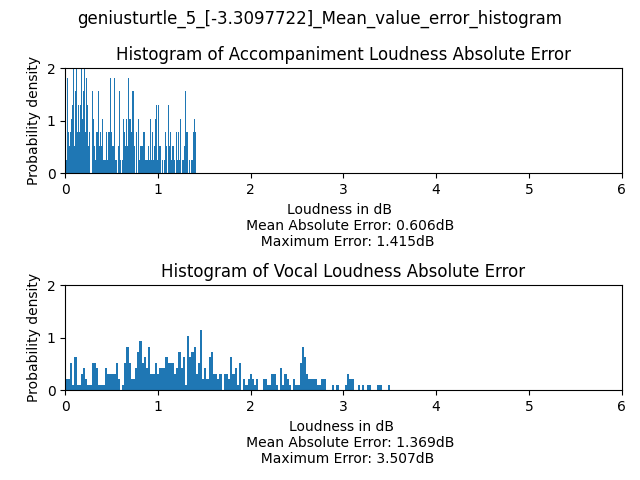 geniusturtle_5_[-3.3097722]_Mean_value_error_histogram
Histogram of Accompaniment Loudness Absolute Error
Probability density
2
1
0
0 1 2 3 4 5 6
Loudness in dB
Mean Absolute Error: 0.606dB
Maximum Error: 1.415dB
Histogram of Vocal Loudness Absolute Error
Probability density
2
1
0
0 1 2 3 4 5 6
Loudness in dB
Mean Absolute Error: 1.369dB
Maximum Error: 3.507dB